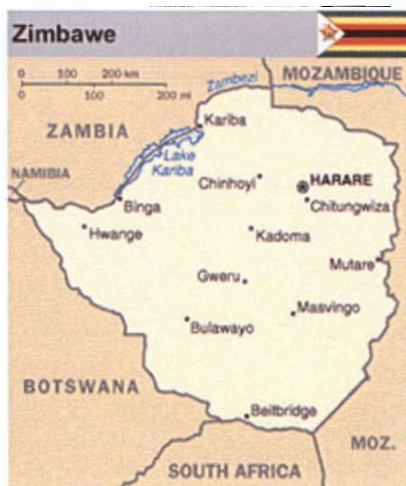 Zimbawe
0 100 200 km
0 100 200 mi
Zambezi
MOZAMBIQUE
ZAMBIA
Kariba
Lake
Kariba
NAMIBIA
Chinhoyi
HARARE
Binga
Chitungwiza
Hwange
Kadoma
Mutare
Gweru
Masvingo
Bulawayo
BOTSWANA
Beitbridge
MOZ.
SOUTH AFRICA